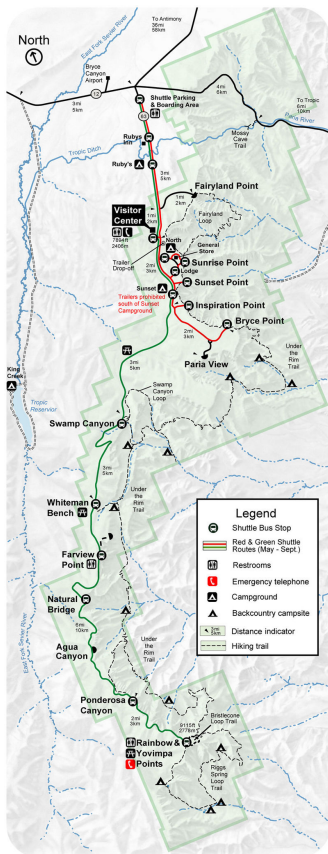 To Antimony
36mi
58km
North
East Fork Sevier River
Bryce
Canyon
Airport
12
3mi
5km
4mi
6km
To Tropic
6mi
10km
Shuttle Parking
& Boarding Area
63
Paria River
Mossy
Cave
Trail
Rubys
Inn
Tropic Ditch
Ruby's
3mi
5km
Fairyland Point
1mi
2km
Visitor
Center
1mi
2km
Fairyland
Loop
7894ft
2406m
North
General
Store
Trailer
Drop-off
2mi
3km
Sunrise Point
Lodge
Sunset Point
Sunset
Trailers prohibited
south of Sunset
Campground
Inspiration Point
Bryce Point
2mi
3km
Under
the
Rim
Trail
Paria View
3mi
5km
King
Creek
Tropic
Reservoir
Swamp
Canyon
Loop
Swamp Canyon
3mi
5km
Under
the
Rim
Trail
Whiteman
Bench
Farview
Point
Natural
Bridge
6mi
10km
Agua
Canyon
Under
the
Rim
Trail
East Fork Sevier River
Ponderosa
Canyon
2mi
3km
9115ft
2778m
Bristlecone
Loop Trail
Rainbow &
Yovimpa
Points
Riggs
Spring
Loop
Trail
Legend
Shuttle Bus Stop
Red & Green Shuttle
Routes (May - Sept.)
Restrooms
Emergency telephone
Campground
Backcountry campsite
3mi
5km
Distance indicator
Hiking trail